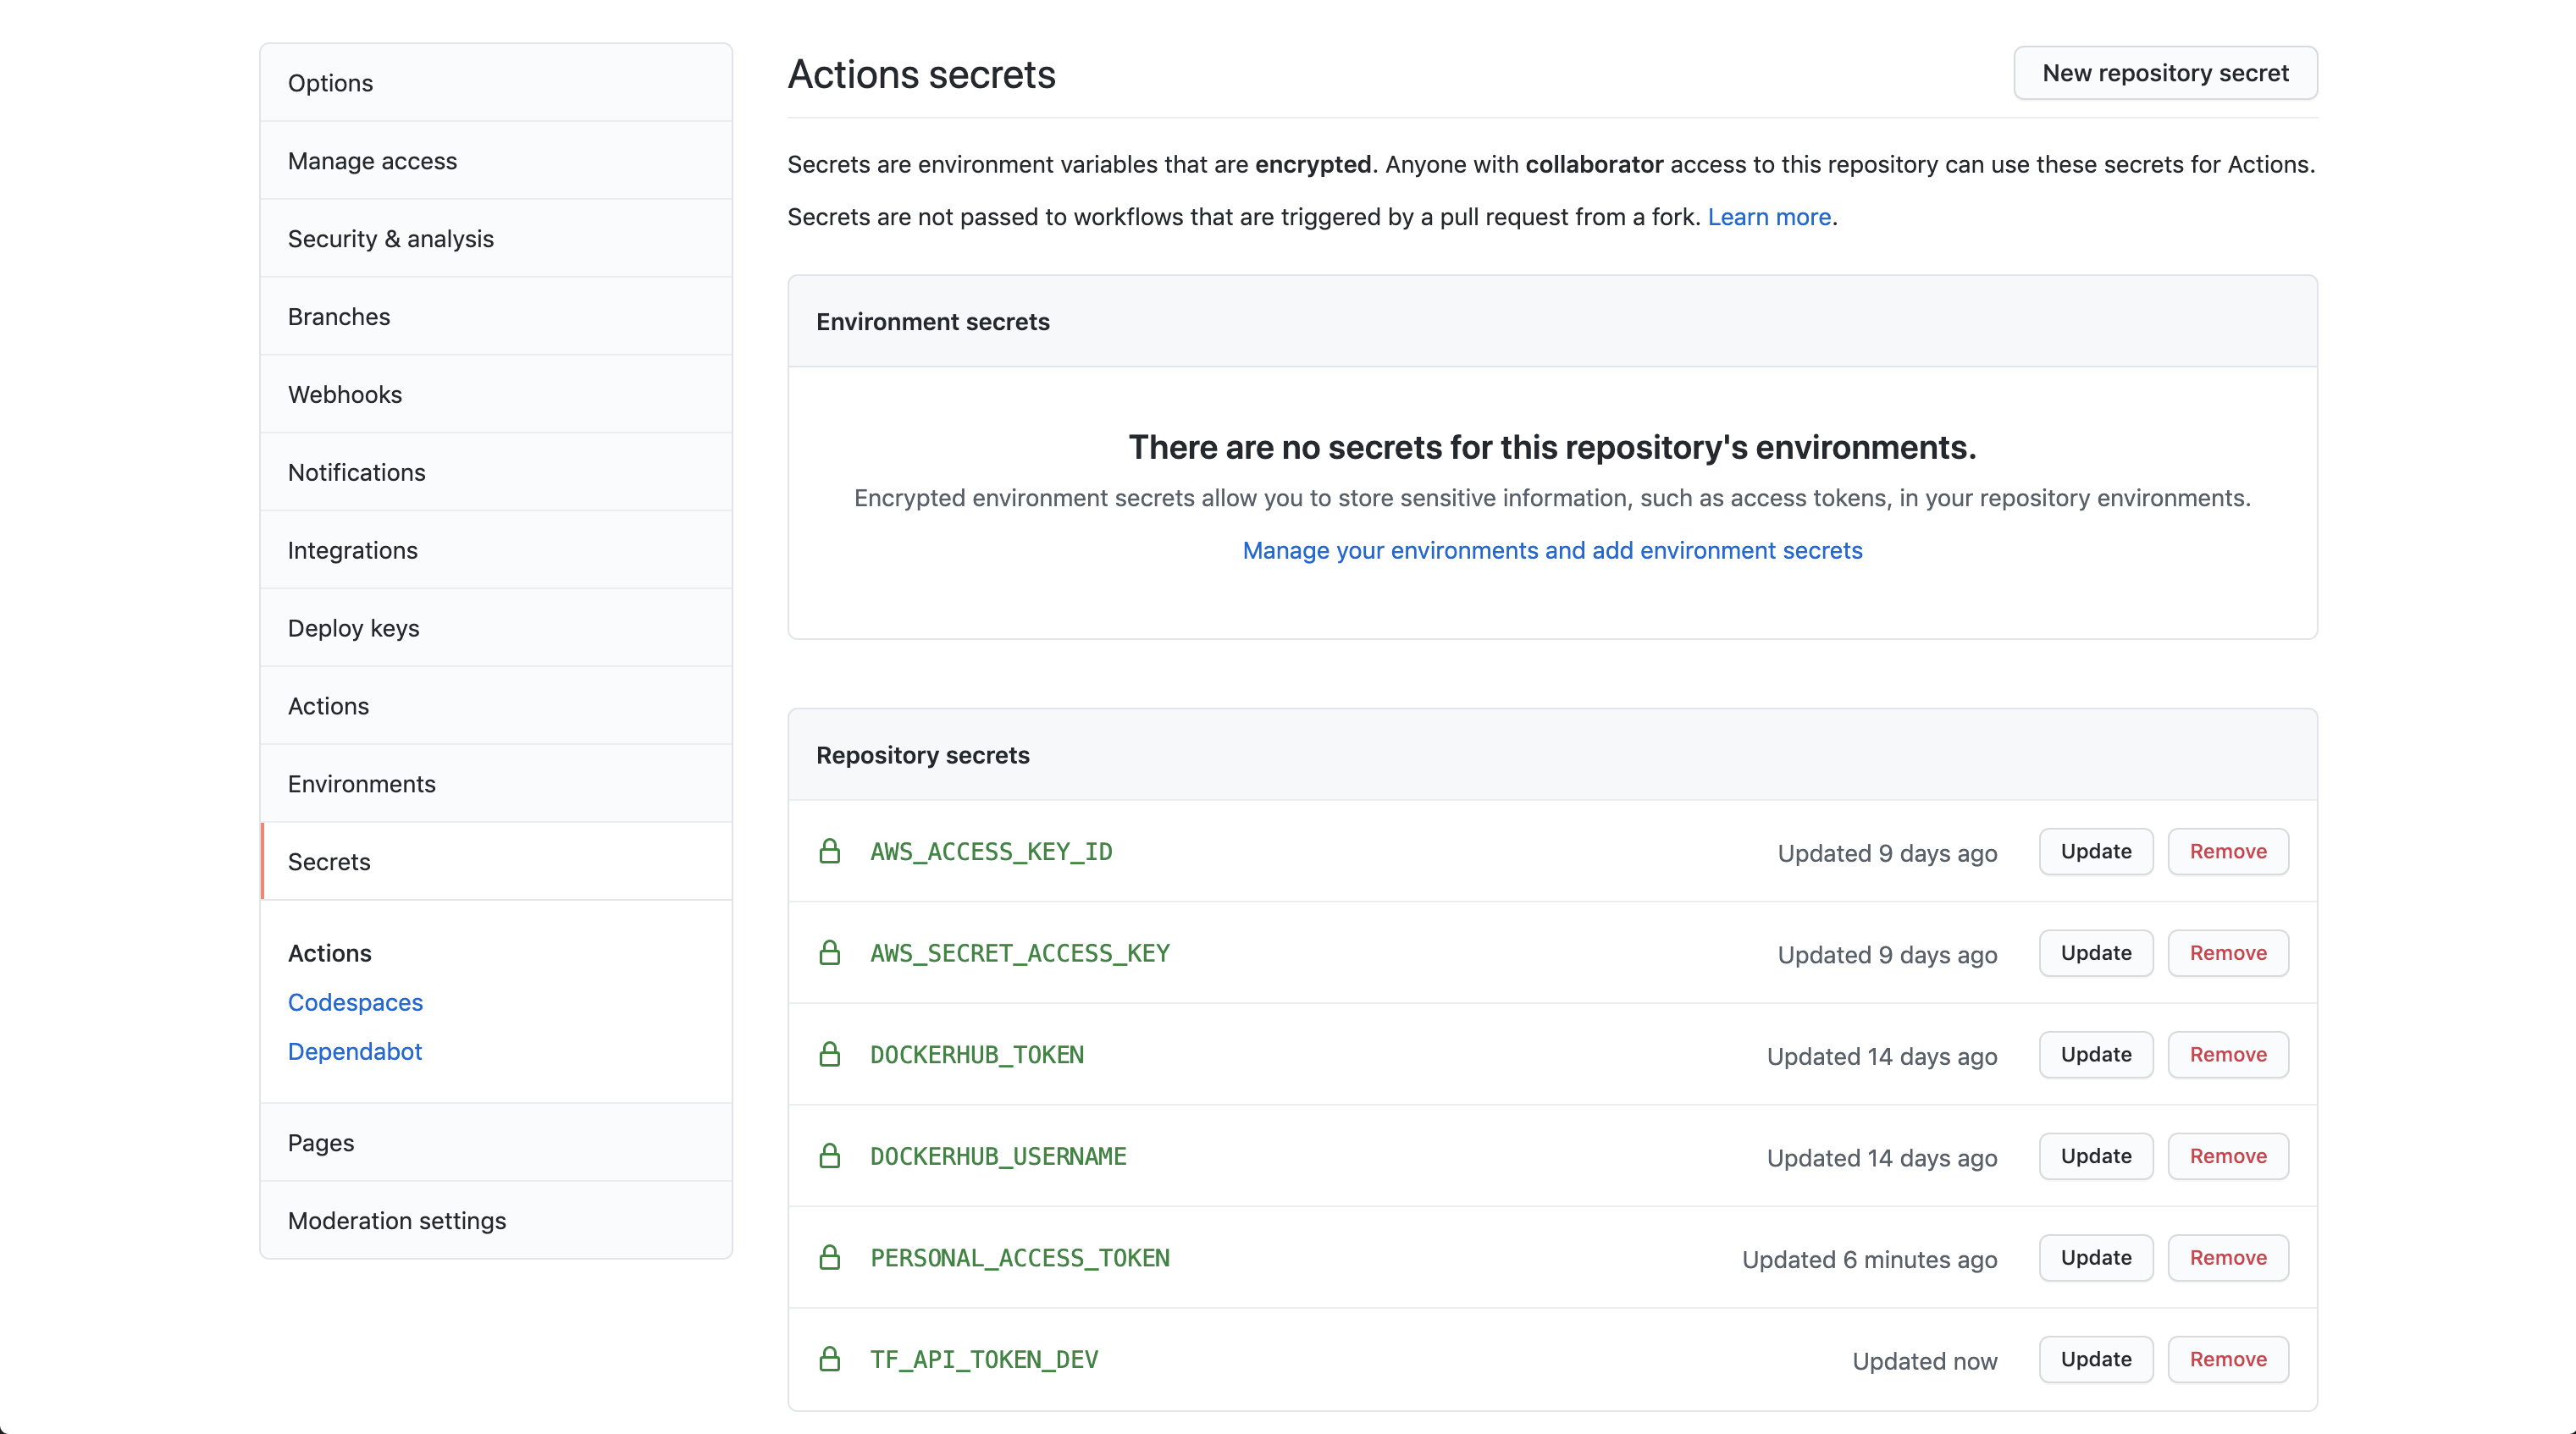 Options
Manage access
Security & analysis
Branches
Webhooks
Notifications
Integrations
Deploy keys
Actions
Environments
Secrets
Actions
Codespaces
Dependabot
Pages
Moderation settings
Actions secrets
New repository secret
Secrets are environment variables that are encrypted. Anyone with collaborator access to this repository can use these secrets for Actions.
Secrets are not passed to workflows that are triggered by a pull request from a fork. Learn more.
Environment secrets
There are no secrets for this repository's environments.
Encrypted environment secrets allow you to store sensitive information, such as access tokens, in your repository environments.
Manage your environments and add environment secrets
Repository secrets
AWS_ACCESS_KEY_ID Updated 9 days ago Update Remove
AWS_SECRET_ACCESS_KEY Updated 9 days ago Update Remove
DOCKERHUB_TOKEN Updated 14 days ago Update Remove
DOCKERHUB_USERNAME Updated 14 days ago Update Remove
PERSONAL_ACCESS_TOKEN Updated 6 minutes ago Update Remove
TF_API_TOKEN_DEV Updated now Update Remove